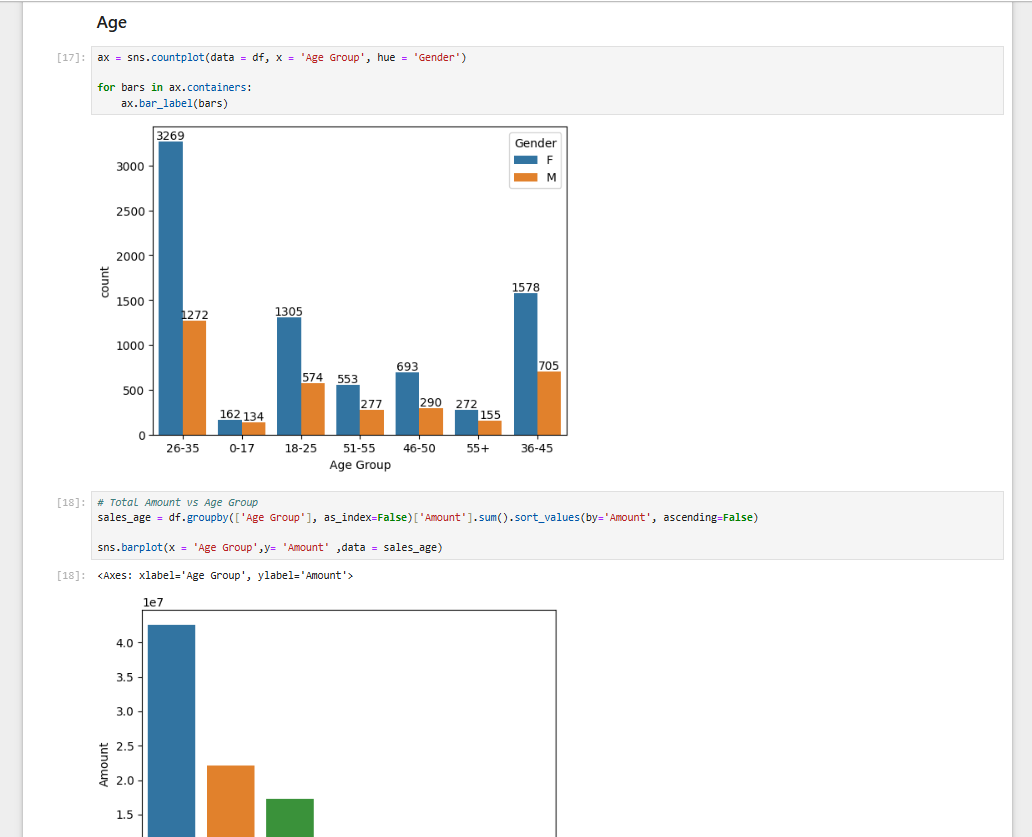 Age
[17]:
ax = sns.countplot(data = df, x = 'Age Group', hue = 'Gender')
for bars in ax.containers:
    ax.bar_label(bars)
3269
Gender
F
M
3000
2500
2000
1500
1000
500
0
count
1272
162
134
1305
574
553
277
693
290
272
155
1578
705
26-35
0-17
18-25
51-55
46-50
55+
36-45
Age Group
[18]:
# Total Amount vs Age Group
sales_age = df.groupby(['Age Group'], as_index=False)['Amount'].sum().sort_values(by='Amount', ascending=False)
sns.barplot(x = 'Age Group',y= 'Amount' ,data = sales_age)
[18]:
<Axes: xlabel='Age Group', ylabel='Amount'>
1e7
4.0
3.5
3.0
2.5
2.0
1.5
Amount